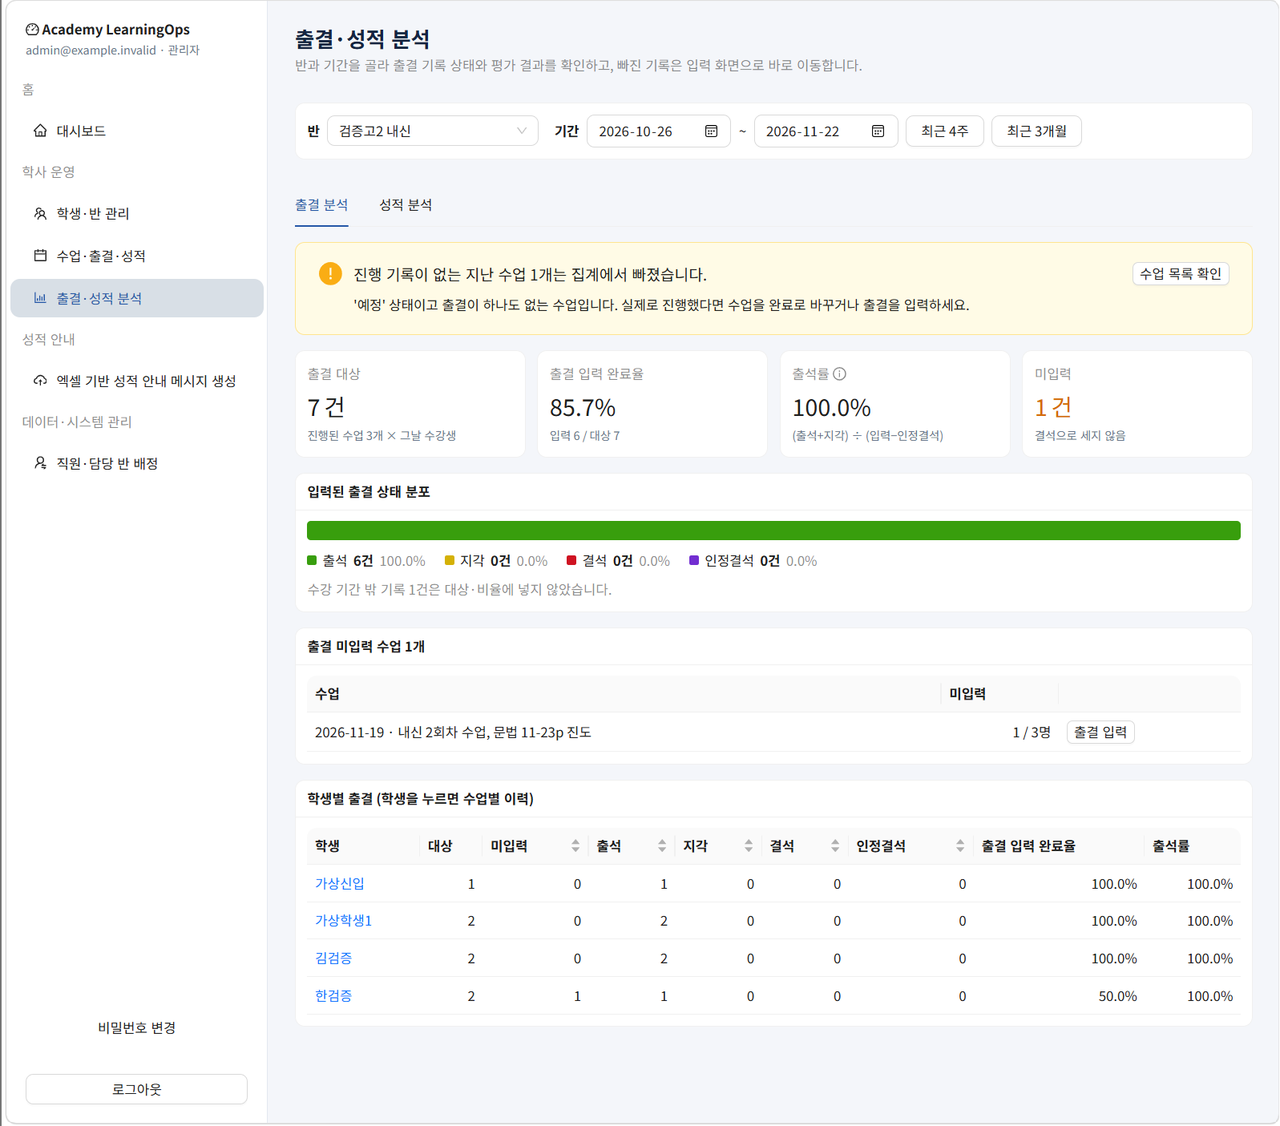 Academy LearningOps
admin@example.invalid · 관리자
홈
대시보드
학사 운영
학생·반 관리
수업·출결·성적
출결·성적 분석
성적 안내
엑셀 기반 성적 안내 메시지 생성
데이터·시스템 관리
직원·담당 반 배정
비밀번호 변경
로그아웃
출결·성적 분석
반과 기간을 골라 출결 기록 상태와 평가 결과를 확인하고, 빠진 기록은 입력 화면으로 바로 이동합니다.
반 검증고2 내신 기간 2026-10-26 ~ 2026-11-22 최근 4주 최근 3개월
출결 분석 성적 분석
진행 기록이 없는 지난 수업 1개는 집계에서 빠졌습니다. 수업 목록 확인
'예정' 상태이고 출결이 하나도 없는 수업입니다. 실제로 진행했다면 수업을 완료로 바꾸거나 출결을 입력하세요.
출결 대상
7 건
진행된 수업 3개 × 그날 수강생
출결 입력 완료율
85.7%
입력 6 / 대상 7
출석률
100.0%
(출석+지각) ÷ (입력−인정결석)
미입력
1 건
결석으로 세지 않음
입력된 출결 상태 분포
출석 6건 100.0% 지각 0건 0.0% 결석 0건 0.0% 인정결석 0건 0.0%
수강 기간 밖 기록 1건은 대상·비율에 넣지 않았습니다.
출결 미입력 수업 1개
수업 미입력
2026-11-19 · 내신 2회차 수업, 문법 11-23p 진도 1 / 3명 출결 입력
학생별 출결 (학생을 누르면 수업별 이력)
학생 대상 미입력 출석 지각 결석 인정결석 출결 입력 완료율 출석률
가상신입 1 0 1 0 0 0 100.0% 100.0%
가상학생1 2 0 2 0 0 0 100.0% 100.0%
김검증 2 0 2 0 0 0 100.0% 100.0%
한검증 2 1 1 0 0 0 50.0% 100.0%